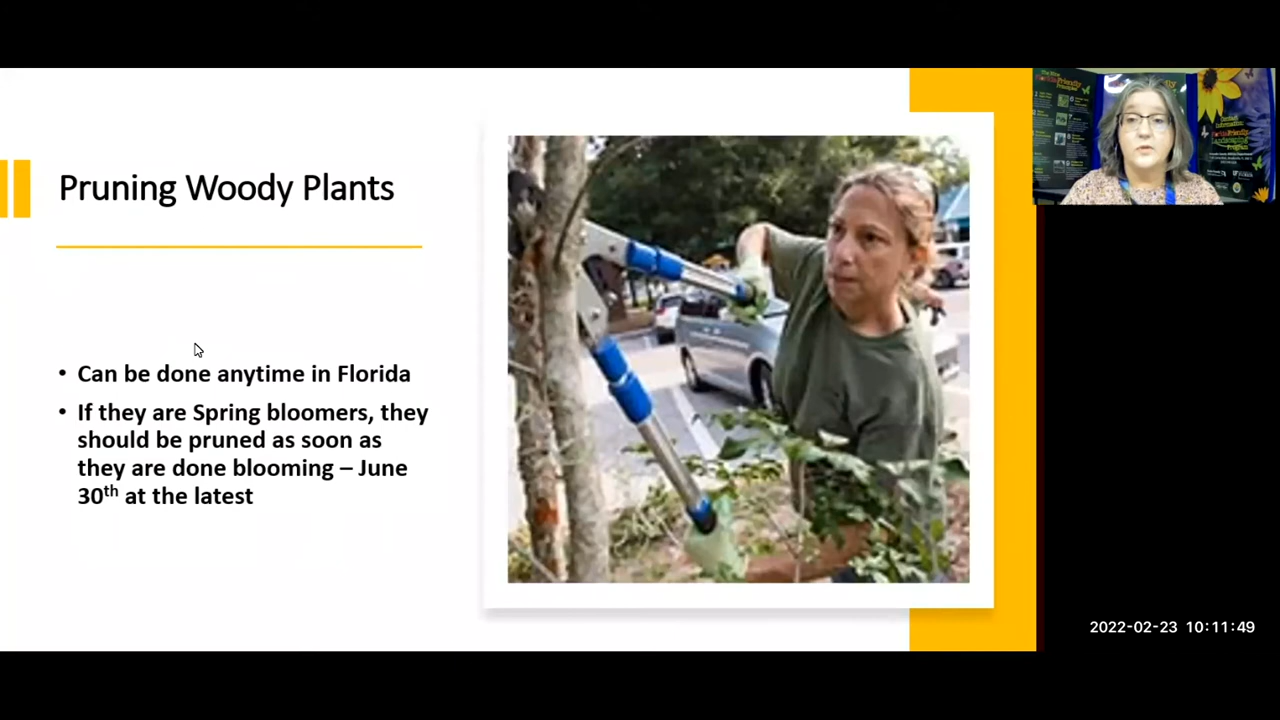 Pruning Woody Plants
• Can be done anytime in Florida
• If they are Spring bloomers, they
should be pruned as soon as
they are done blooming – June
30th at the latest
2022-02-23 10:11:49